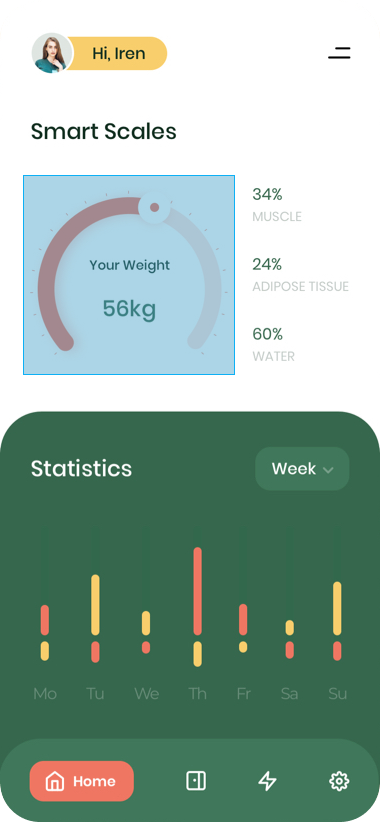 Hi, Iren
Smart Scales
34%
MUSCLE
Your Weight
24%
ADIPOSE TISSUE
56kg
60%
WATER
Statistics
Week
Mo Tu We Th Fr Sa Su
Home